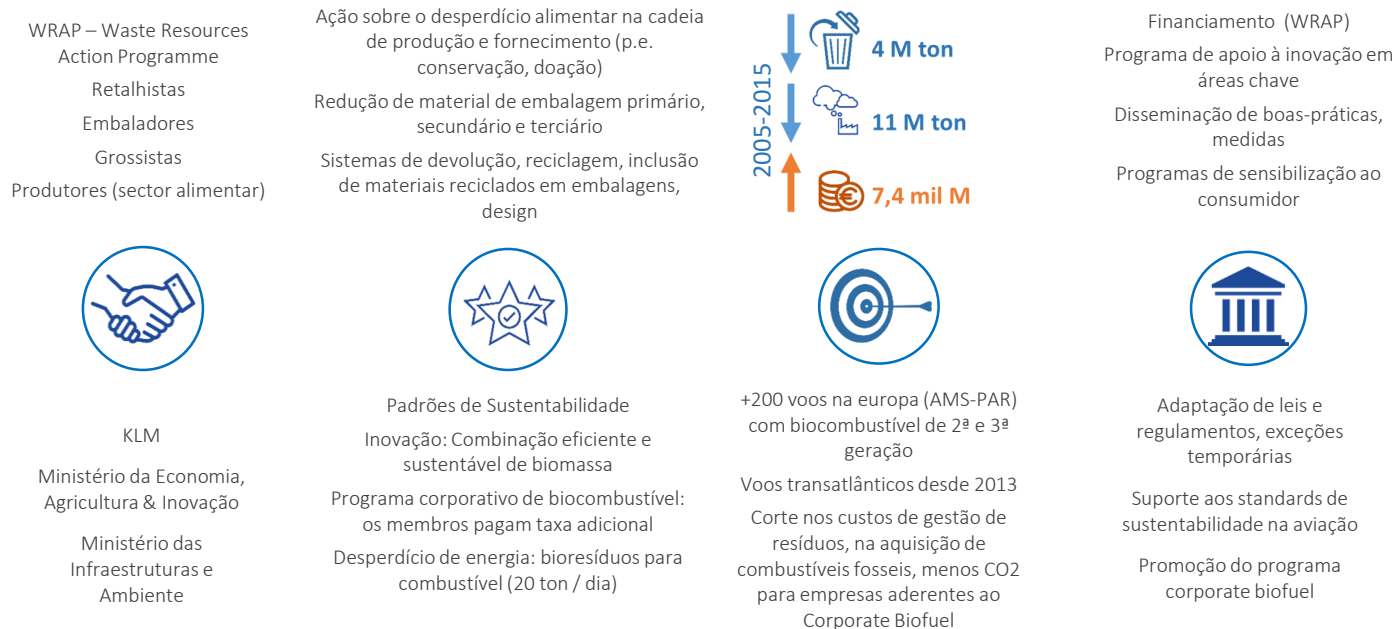 WRAP – Waste Resources
Action Programme
Retalhistas
Embaladores
Grossistas
Produtores (sector alimentar)
Ação sobre o desperdício alimentar na cadeia
de produção e fornecimento (p.e.
conservação, doação)
Redução de material de embalagem primário,
secundário e terciário
Sistemas de devolução, reciclagem, inclusão
de materiais reciclados em embalagens,
design
2005-2015
4 M ton
11 M ton
7,4 mil M
Financiamento (WRAP)
Programa de apoio à inovação em
áreas chave
Disseminação de boas-práticas,
medidas
Programas de sensibilização ao
consumidor
KLM
Ministério da Economia,
Agricultura & Inovação
Ministério das
Infraestruturas e
Ambiente
Padrões de Sustentabilidade
Inovação: Combinação eficiente e
sustentável de biomassa
Programa corporativo de biocombustível:
os membros pagam taxa adicional
Desperdício de energia: bioresíduos para
combustível (20 ton / dia)
+200 voos na europa (AMS-PAR)
com biocombustível de 2ª e 3ª
geração
Voos transatlânticos desde 2013
Corte nos custos de gestão de
resíduos, na aquisição de
combustíveis fosseis, menos CO2
para empresas aderentes ao
Corporate Biofuel
Adaptação de leis e
regulamentos, exceções
temporárias
Suporte aos standards de
sustentabilidade na aviação
Promoção do programa
corporate biofuel